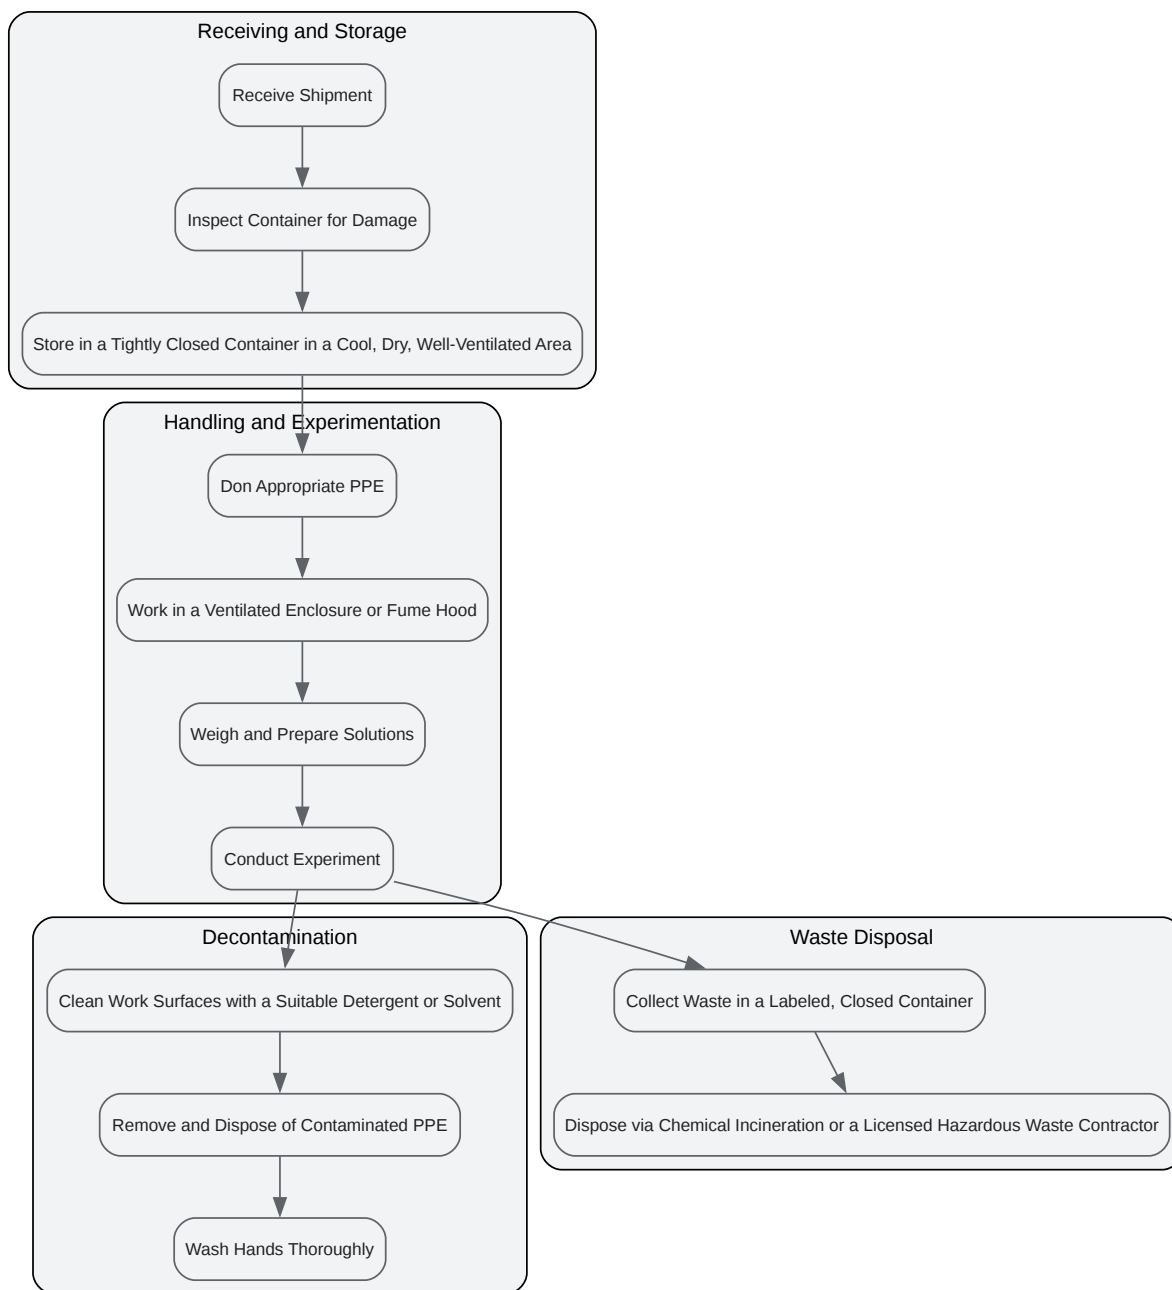 Receiving and Storage
Receive Shipment
Inspect Container for Damage
Store in a Tightly Closed Container in a Cool, Dry, Well-Ventilated Area
Handling and Experimentation
Don Appropriate PPE
Work in a Ventilated Enclosure or Fume Hood
Weigh and Prepare Solutions
Conduct Experiment
Decontamination
Clean Work Surfaces with a Suitable Detergent or Solvent
Remove and Dispose of Contaminated PPE
Wash Hands Thoroughly
Waste Disposal
Collect Waste in a Labeled, Closed Container
Dispose via Chemical Incineration or a Licensed Hazardous Waste Contractor